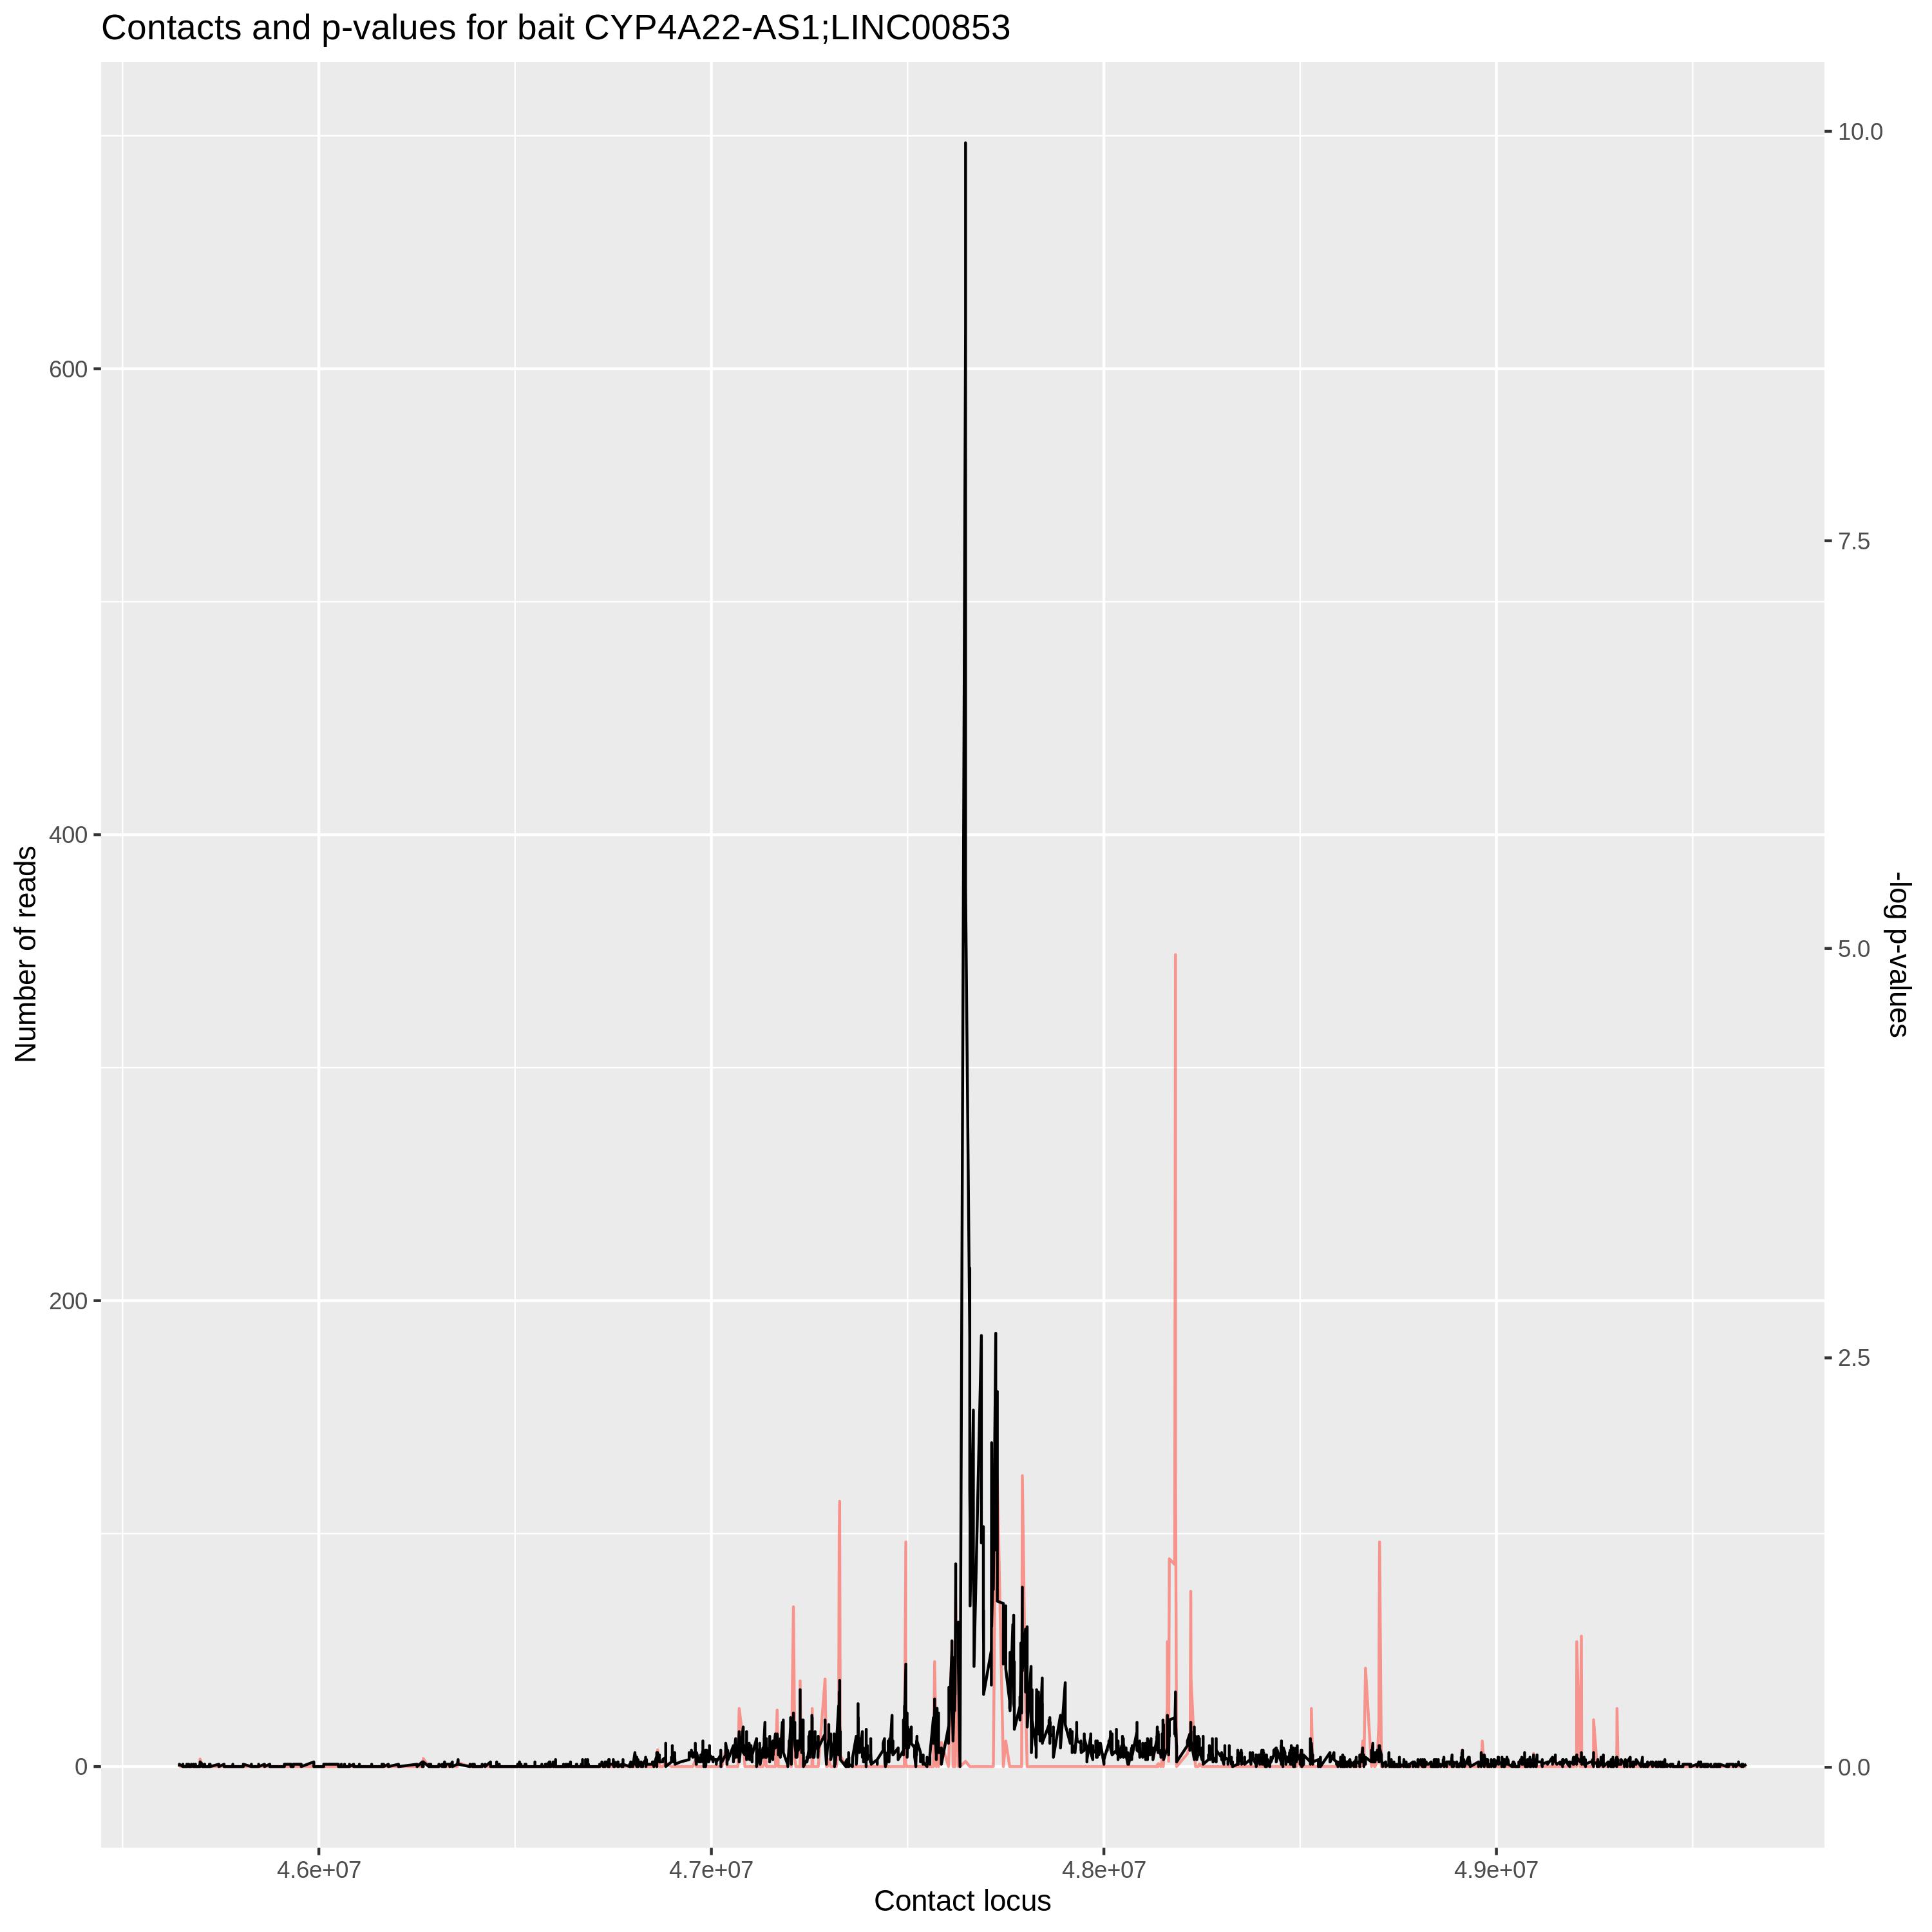 Contacts and p-values for bait CYP4A22-AS1;LINC00853
Number of reads
600
400
200
0
10.0
7.5
5.0
2.5
0.0
-log p-values
4.6e+07
4.7e+07
4.8e+07
4.9e+07
Contact locus